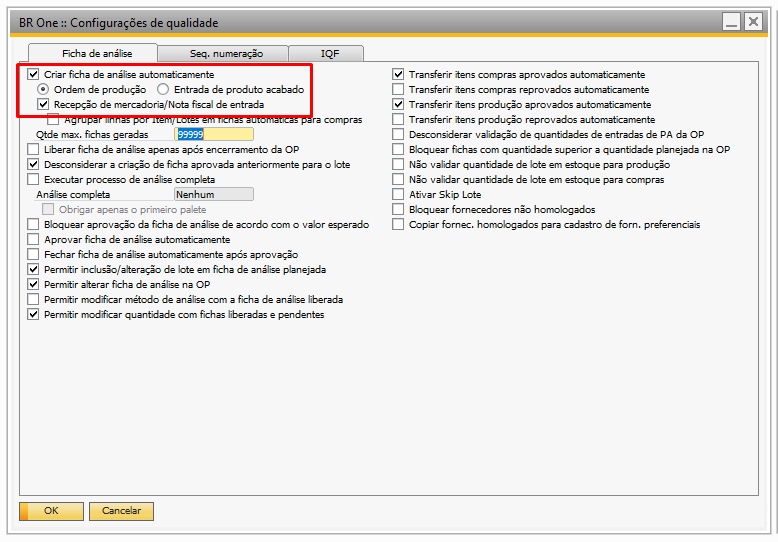 BR One :: Configurações de qualidade
Ficha de análise
Seq. numeração
IQF
Criar ficha de análise automaticamente
Ordem de produção
Entrada de produto acabado
Recepção de mercadoria/Nota fiscal de entrada
Agrupar linhas por Item/Lotes em fichas automáticas para compras
Qtde max. fichas geradas
99999
Liberar ficha de análise apenas após encerramento da OP
Desconsiderar a criação de ficha aprovada anteriormente para o lote
Executar processo de análise completa
Análise completa
Nenhum
Obrigar apenas o primeiro palete
Bloquear aprovação da ficha de análise de acordo com o valor esperado
Aprovar ficha de análise automaticamente
Fechar ficha de análise automaticamente após aprovação
Permitir inclusão/alteração de lote em ficha de análise planejada
Permitir alterar ficha de análise na OP
Permitir modificar método de análise com a ficha de análise liberada
Permitir modificar quantidade com fichas liberadas e pendentes
Transferir itens compras aprovados automaticamente
Transferir itens compras reprovados automaticamente
Transferir itens produção aprovados automaticamente
Transferir itens produção reprovados automaticamente
Desconsiderar validação de quantidades de entradas de PA da OP
Bloquear fichas com quantidade superior a quantidade planejada na OP
Não validar quantidade de lote em estoque para produção
Não validar quantidade de lote em estoque para compras
Ativar Skip Lote
Bloquear fornecedores não homologados
Copiar fornec. homologados para cadastro de forn. preferenciais
OK
Cancelar